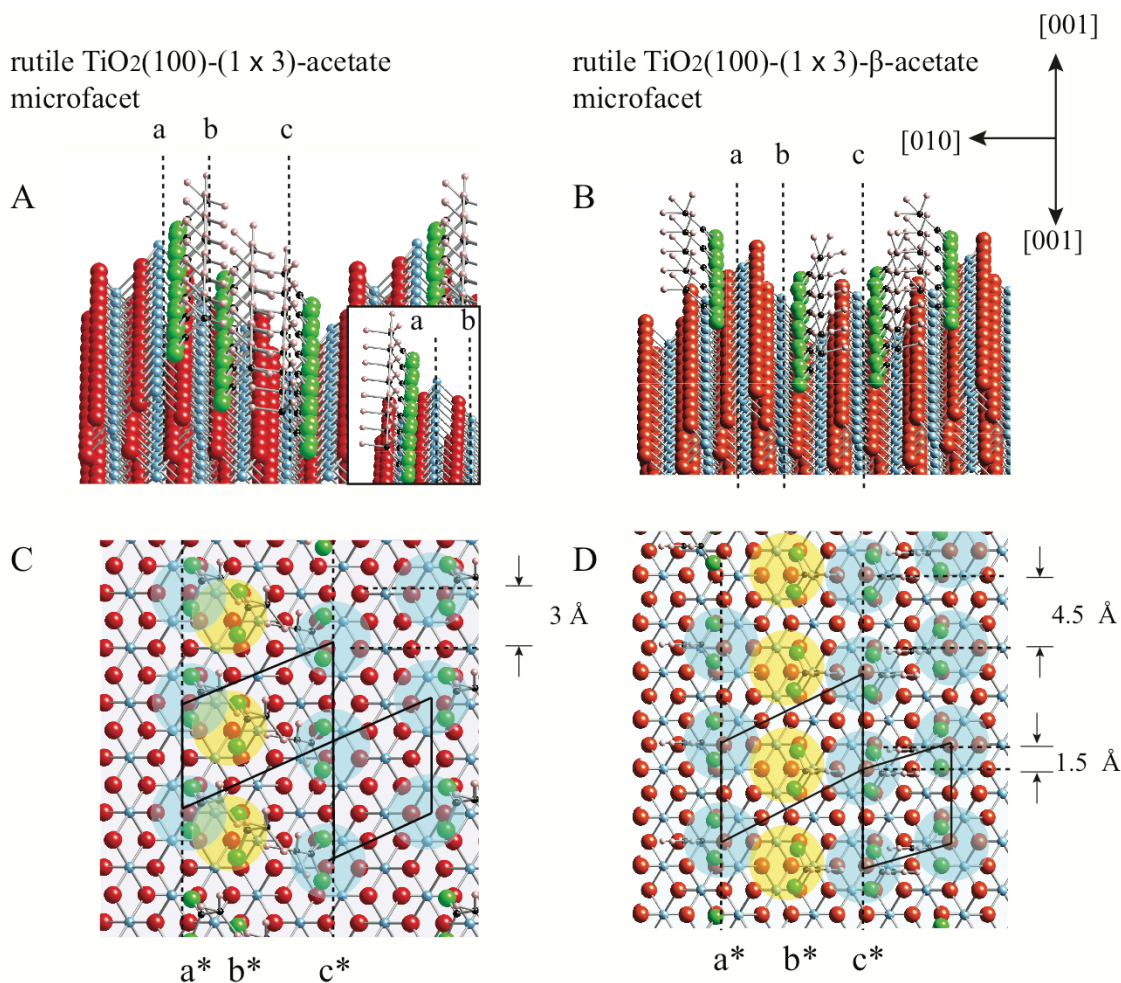 [001]
rutile TiO2(100)-(1 x 3)-acetate
microfacet
rutile TiO2(100)-(1 x 3)-β-acetate
microfacet
a b c
a b c
[010]
A
B
[001]
a b
C
D
3 Å
4.5 Å
1.5 Å
a* b* c*
a* b* c*